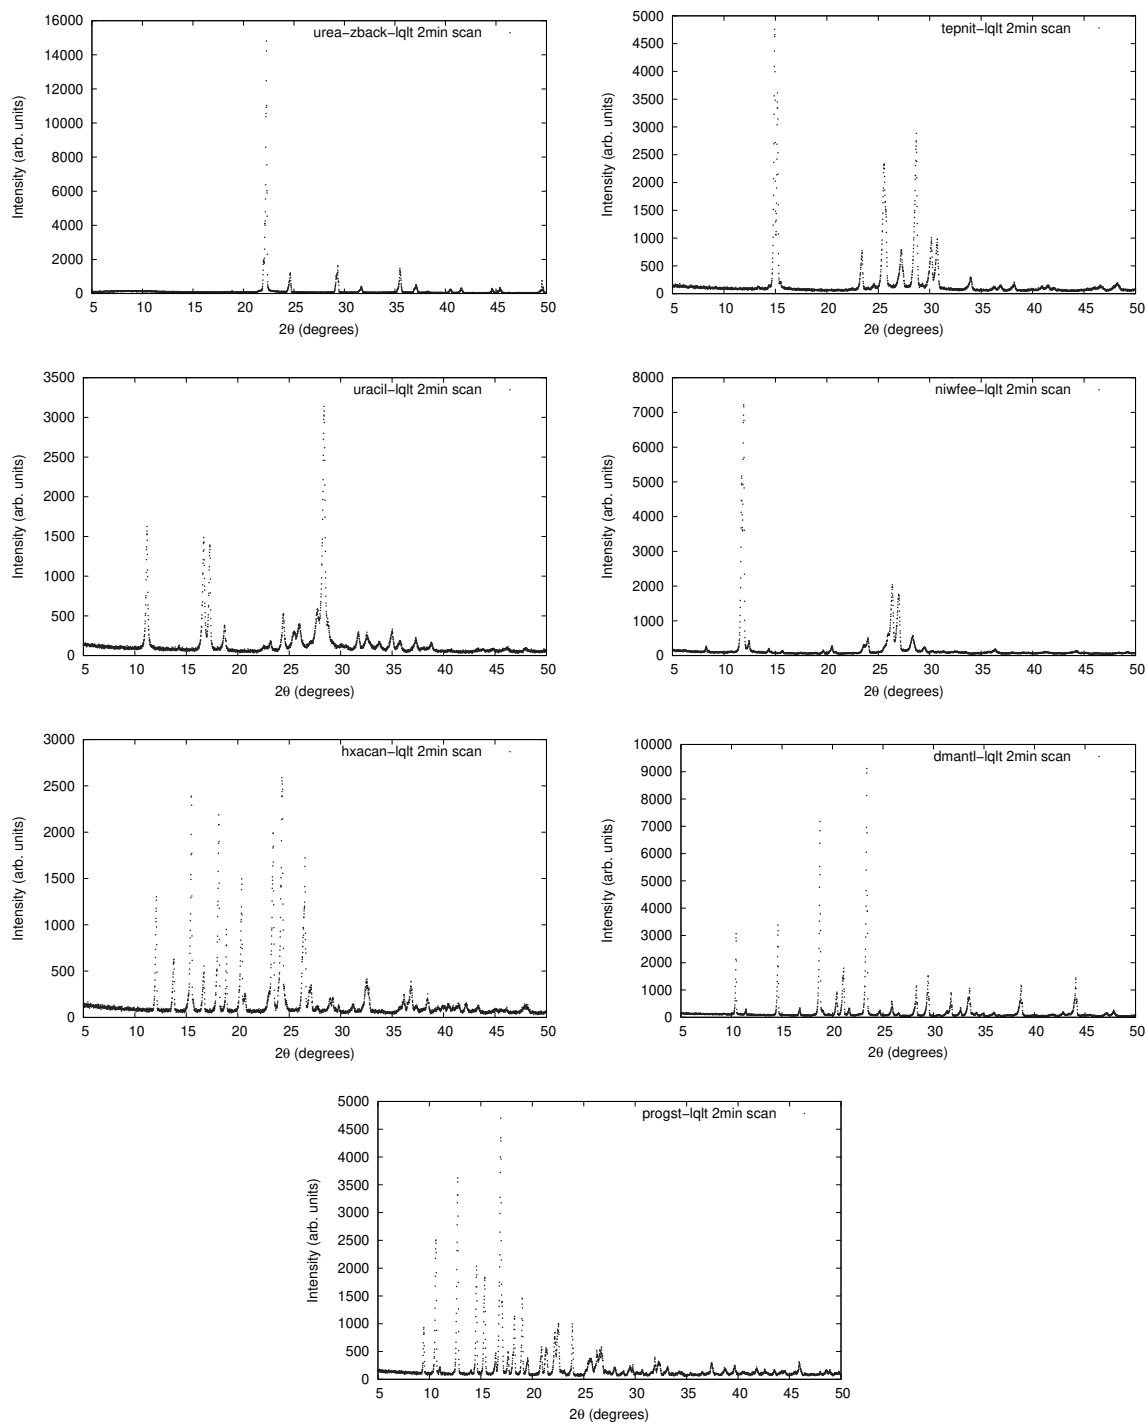 urea−zback−lqlt 2min scan
Intensity (arb. units)
16000
14000
12000
10000
8000
6000
4000
2000
0
5 10 15 20 25 30 35 40 45 50
2θ (degrees)
tepnit−lqlt 2min scan
Intensity (arb. units)
5000
4500
4000
3500
3000
2500
2000
1500
1000
500
0
5 10 15 20 25 30 35 40 45 50
2θ (degrees)
uracil−lqlt 2min scan
Intensity (arb. units)
3500
3000
2500
2000
1500
1000
500
0
5 10 15 20 25 30 35 40 45 50
2θ (degrees)
niwfee−lqlt 2min scan
Intensity (arb. units)
8000
7000
6000
5000
4000
3000
2000
1000
0
5 10 15 20 25 30 35 40 45 50
2θ (degrees)
hxacan−lqlt 2min scan
Intensity (arb. units)
3000
2500
2000
1500
1000
500
0
5 10 15 20 25 30 35 40 45 50
2θ (degrees)
dmantl−lqlt 2min scan
Intensity (arb. units)
10000
9000
8000
7000
6000
5000
4000
3000
2000
1000
0
5 10 15 20 25 30 35 40 45 50
2θ (degrees)
progst−lqlt 2min scan
Intensity (arb. units)
5000
4500
4000
3500
3000
2500
2000
1500
1000
500
0
5 10 15 20 25 30 35 40 45 50
2θ (degrees)